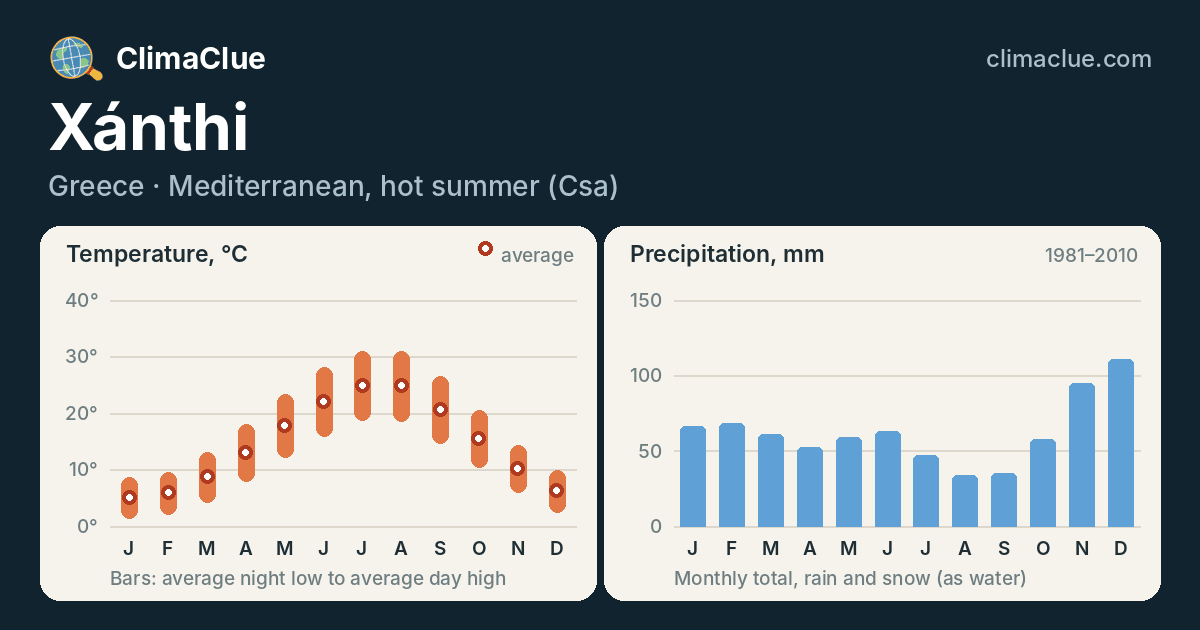 ClimaClue
climaclue.com
Xánthi
Greece · Mediterranean, hot summer (Csa)
Temperature, °C
average
40°
30°
20°
10°
0°
J F M A M J J A S O N D
Bars: average night low to average day high
Precipitation, mm
1981–2010
150
100
50
0
J F M A M J J A S O N D
Monthly total, rain and snow (as water)